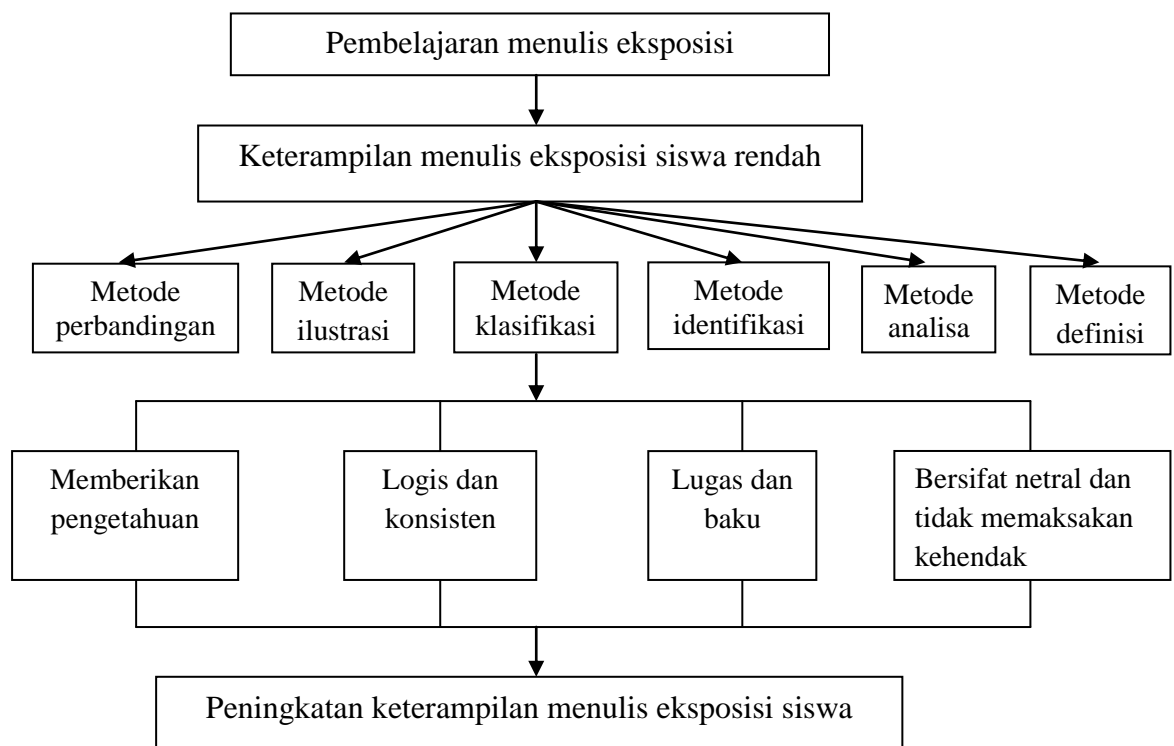 Pembelajaran menulis eksposisi
Keterampilan menulis eksposisi siswa rendah
Metode
perbandingan
Metode
ilustrasi
Metode
klasifikasi
Metode
identifikasi
Metode
analisa
Metode
definisi
Memberikan
pengetahuan
Logis dan
konsisten
Lugas dan
baku
Bersifat netral dan
tidak memaksakan
kehendak
Peningkatan keterampilan menulis eksposisi siswa